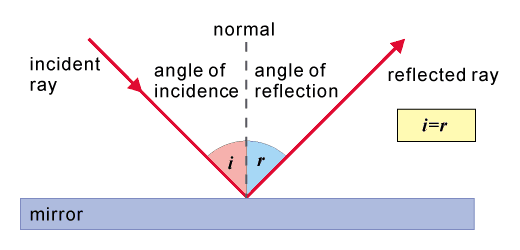 normal
incident
ray
angle of
incidence
angle of
reflection
reflected ray
i=r
i
r
mirror